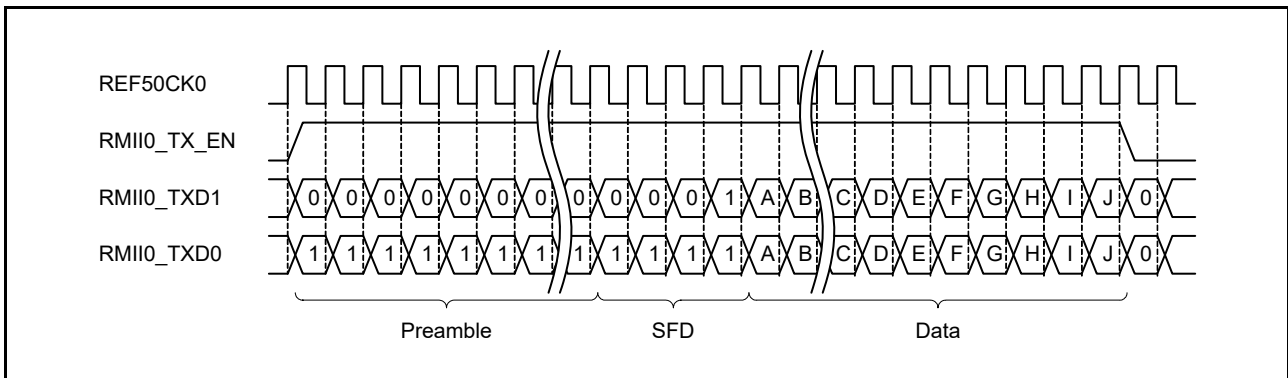 REF50CK0
RMII0_TX_EN
RMII0_TXD1 0 0 0 0 0 0 0 0 0 0 0 1 A B C D E F G H I J 0
RMII0_TXD0 1 1 1 1 1 1 1 1 1 1 1 1 A B C D E F G H I J 0
Preamble SFD Data